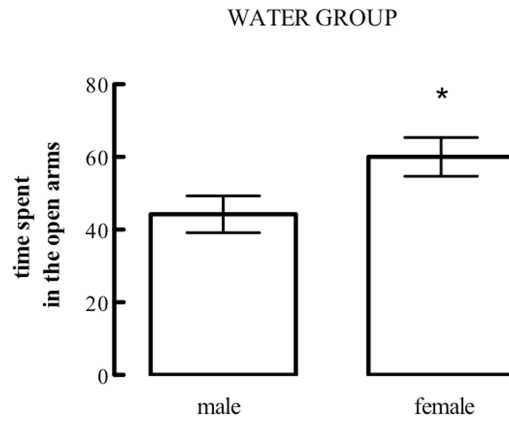 WATER GROUP
time spent
in the open arms
80
60
40
20
0
*
male
female